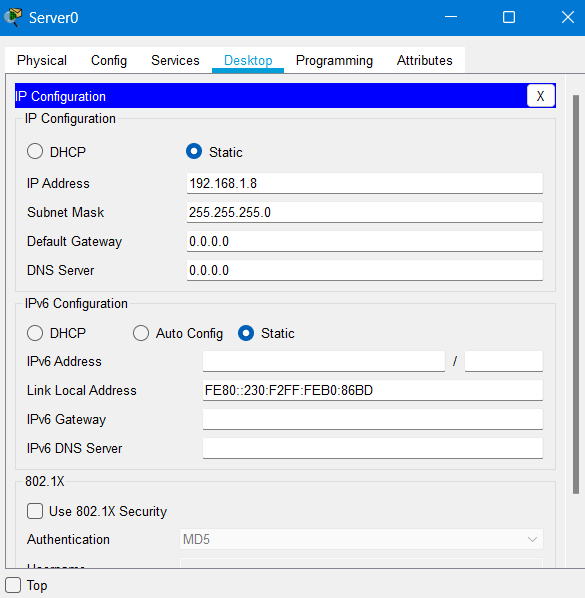 Server0
Physical Config Services Desktop Programming Attributes
IP Configuration X
IP Configuration
DHCP Static
IP Address 192.168.1.8
Subnet Mask 255.255.255.0
Default Gateway 0.0.0.0
DNS Server 0.0.0.0
IPv6 Configuration
DHCP Auto Config Static
IPv6 Address /
Link Local Address FE80::230:F2FF:FEB0:86BD
IPv6 Gateway
IPv6 DNS Server
802.1X
Use 802.1X Security
Authentication MD5
Top